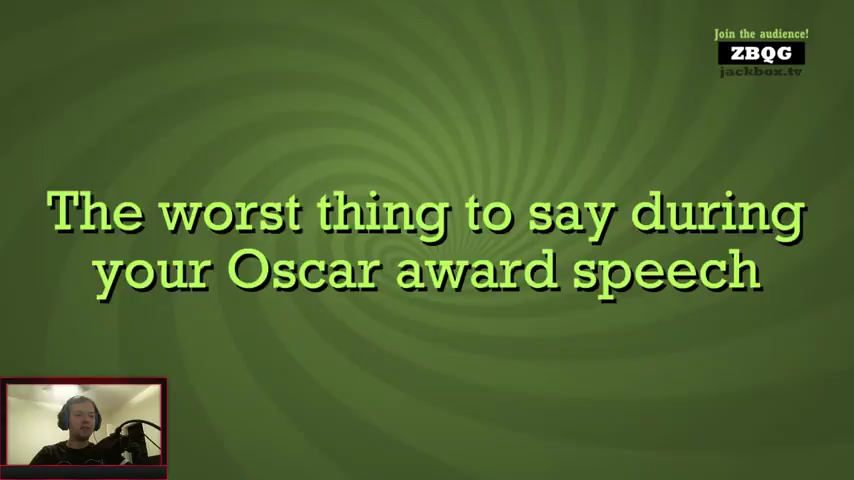 Join the audience!
ZBQG
jackbox.tv
The worst thing to say during
your Oscar award speech